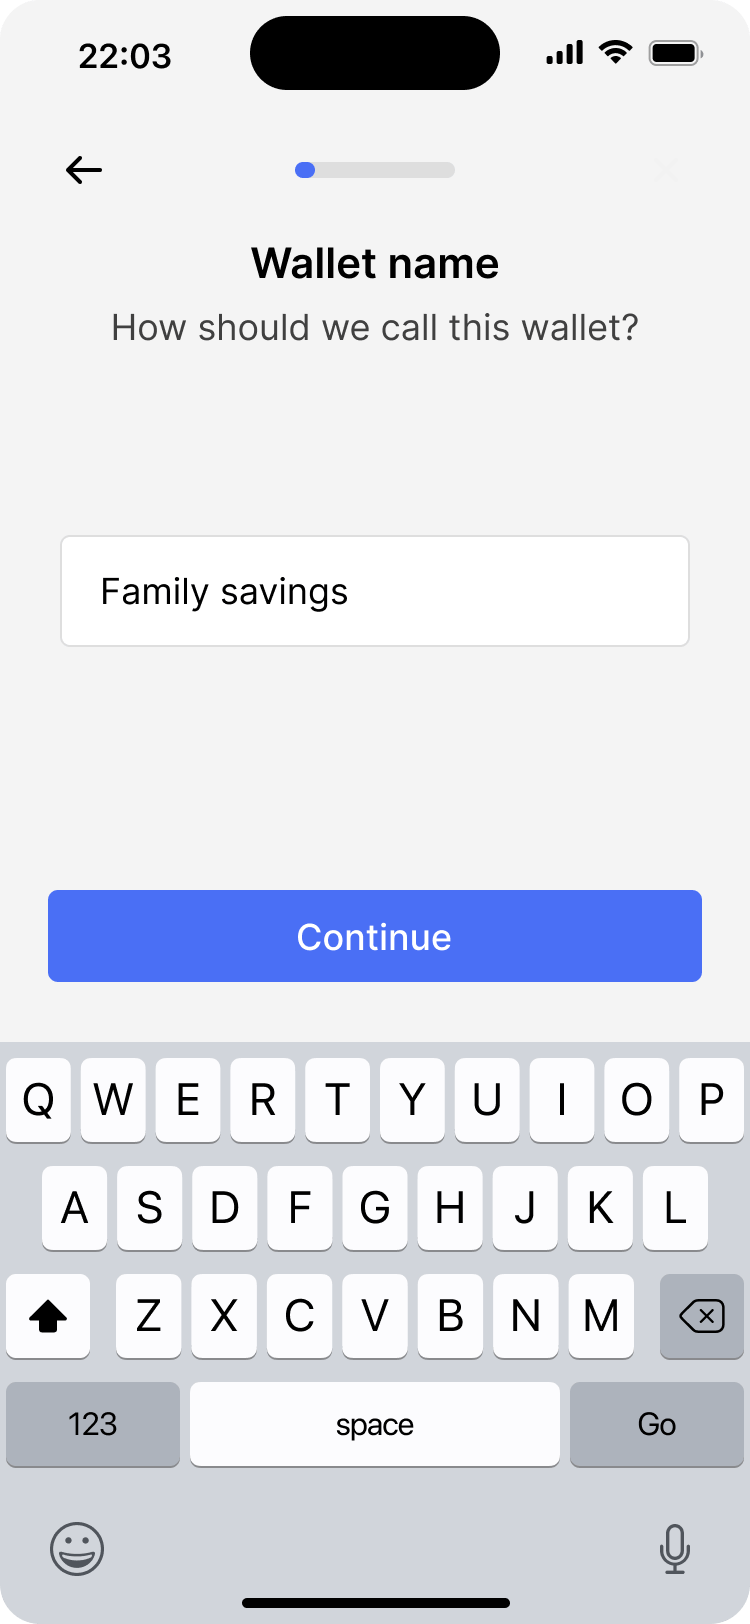 22:03
Wallet name
How should we call this wallet?
Family savings
Continue
Q W E R T Y U I O P
A S D F G H J K L
Z X C V B N M
123 space Go